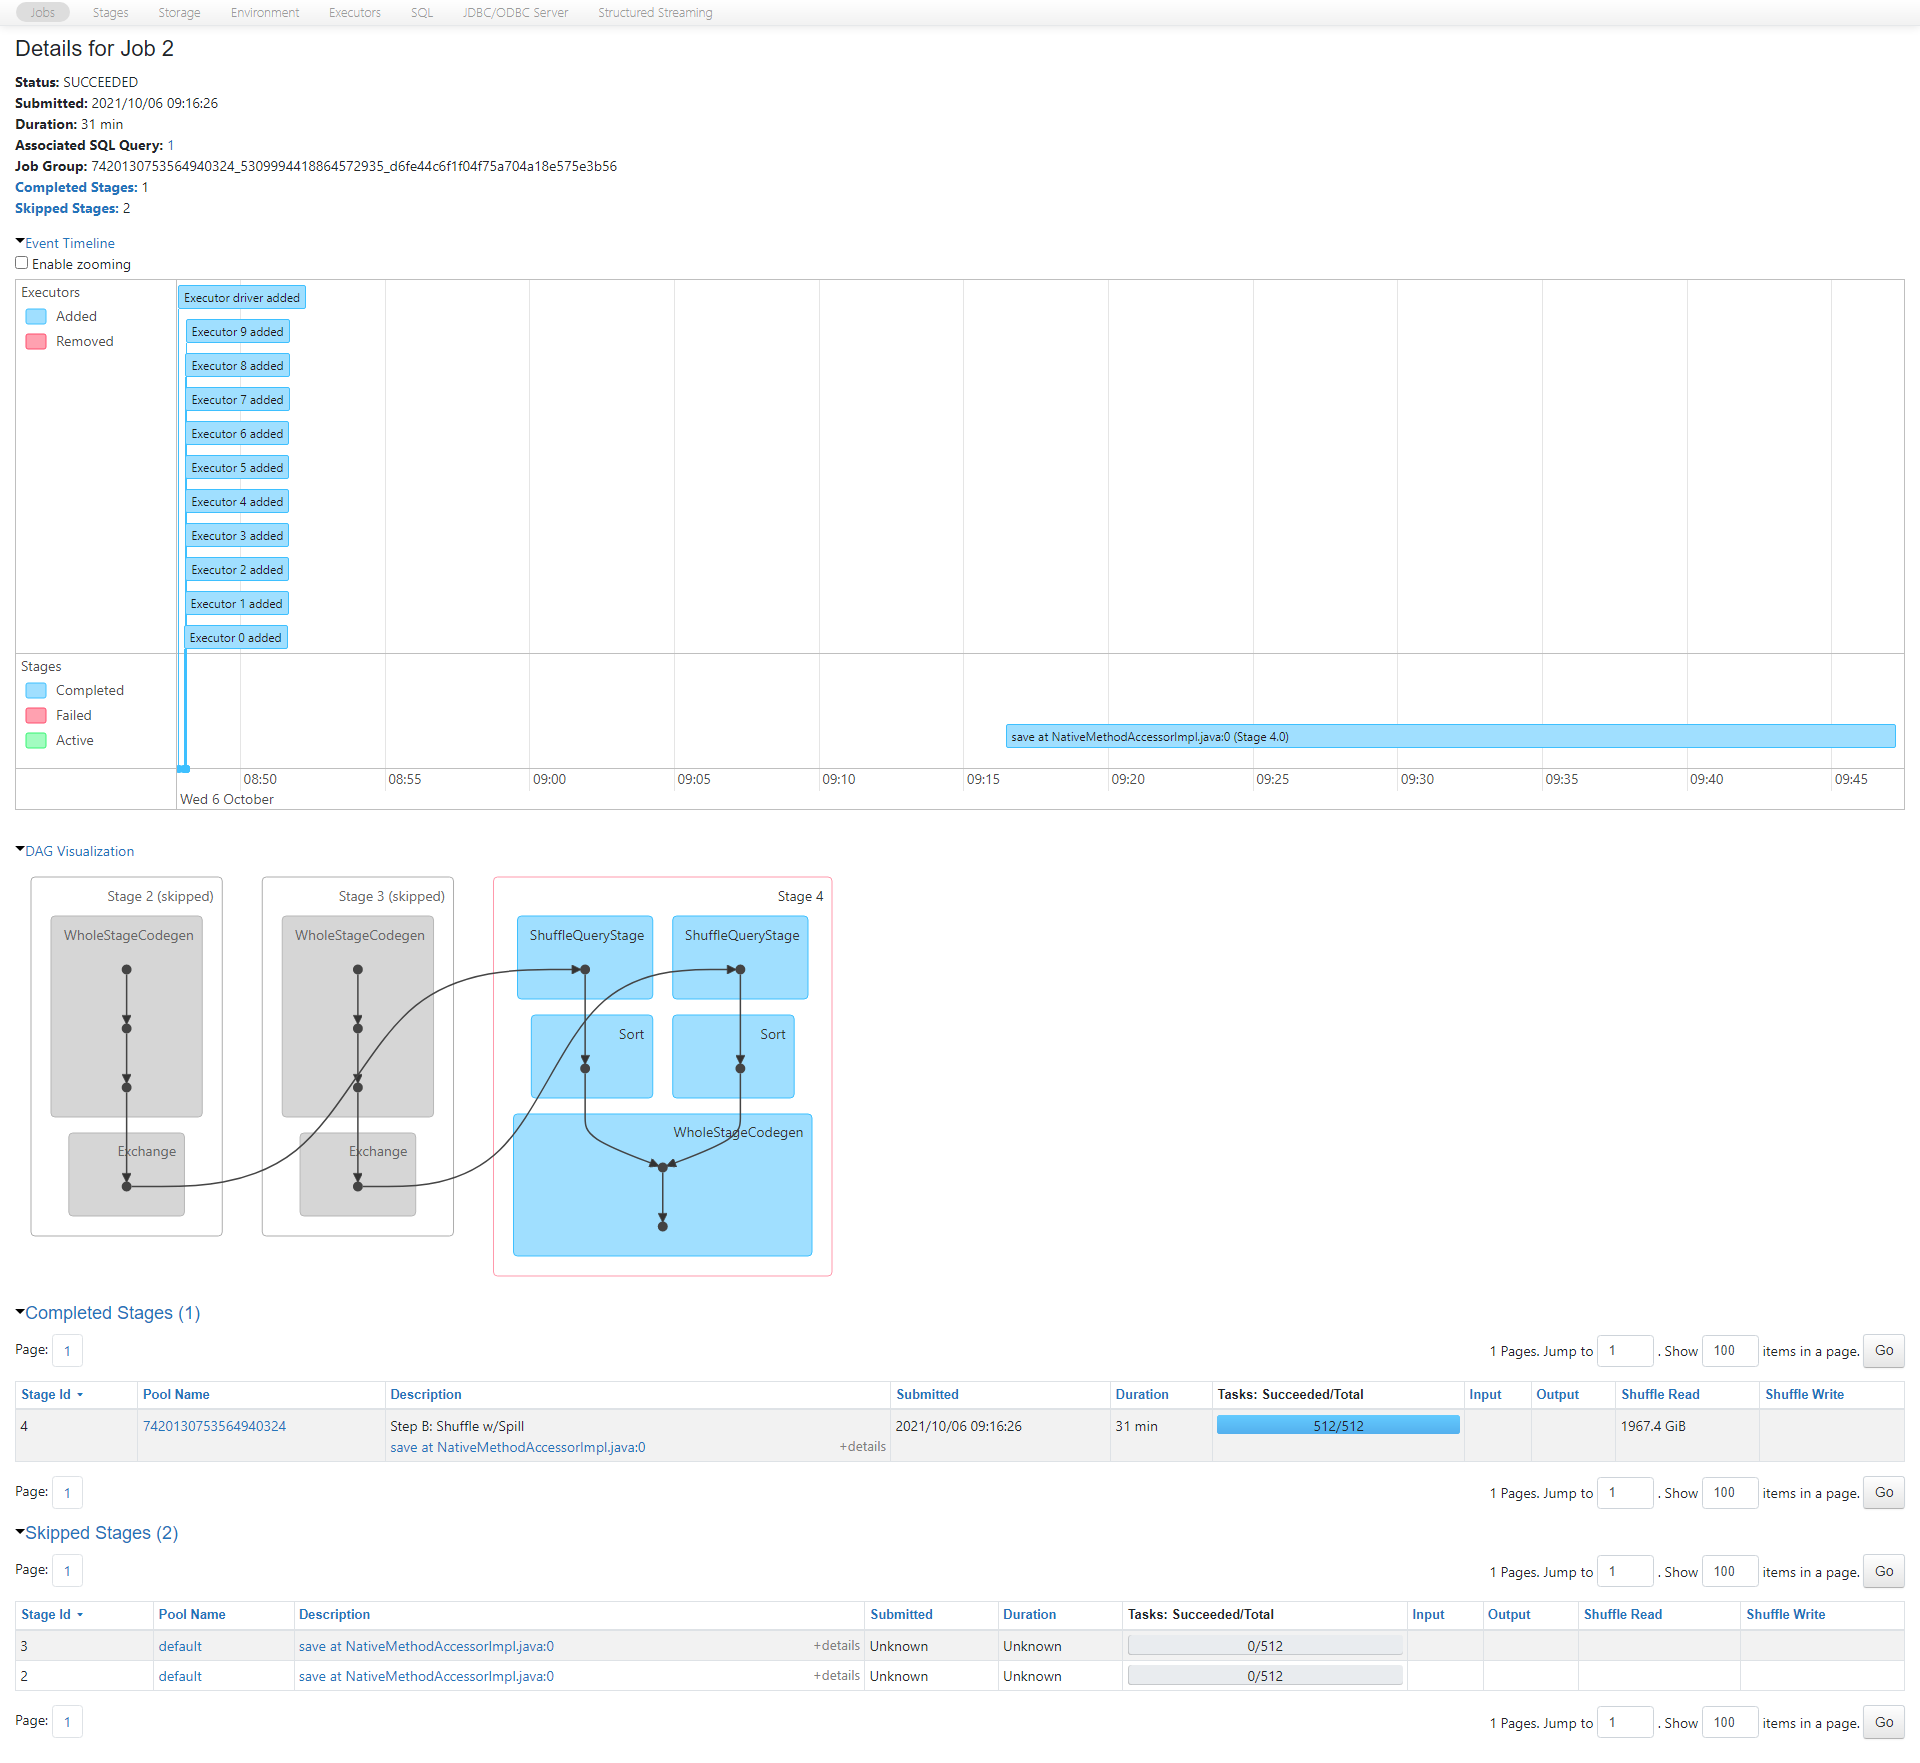 Jobs Stages Storage Environment Executors SQL JDBC/ODBC Server Structured Streaming
Details for Job 2
Status: SUCCEEDED
Submitted: 2021/10/06 09:16:26
Duration: 31 min
Associated SQL Query: 1
Job Group: 7420130753564940324_5309994418864572935_d6fe44c6f1f04f75a704a18e575e3b56
Completed Stages: 1
Skipped Stages: 2
Event Timeline
Enable zooming
Executors
Added
Removed
Executor driver added
Executor 9 added
Executor 8 added
Executor 7 added
Executor 6 added
Executor 5 added
Executor 4 added
Executor 3 added
Executor 2 added
Executor 1 added
Executor 0 added
Stages
Completed
Failed
Active
save at NativeMethodAccessorImpl.java:0 (Stage 4.0)
08:50 08:55 09:00 09:05 09:10 09:15 09:20 09:25 09:30 09:35 09:40 09:45
Wed 6 October
DAG Visualization
Stage 2 (skipped)
WholeStageCodegen
Exchange
Stage 3 (skipped)
WholeStageCodegen
Exchange
Stage 4
ShuffleQueryStage ShuffleQueryStage
Sort Sort
WholeStageCodegen
Completed Stages (1)
Page: 1 1 Pages. Jump to 1 . Show 100 items in a page. Go
Stage Id Pool Name Description Submitted Duration Tasks: Succeeded/Total Input Output Shuffle Read Shuffle Write
4 7420130753564940324 Step B: Shuffle w/Spill 2021/10/06 09:16:26 31 min 512/512 1967.4 GiB
save at NativeMethodAccessorImpl.java:0 +details
Page: 1 1 Pages. Jump to 1 . Show 100 items in a page. Go
Skipped Stages (2)
Page: 1 1 Pages. Jump to 1 . Show 100 items in a page. Go
Stage Id Pool Name Description Submitted Duration Tasks: Succeeded/Total Input Output Shuffle Read Shuffle Write
3 default save at NativeMethodAccessorImpl.java:0 +details Unknown Unknown 0/512
2 default save at NativeMethodAccessorImpl.java:0 +details Unknown Unknown 0/512
Page: 1 1 Pages. Jump to 1 . Show 100 items in a page. Go